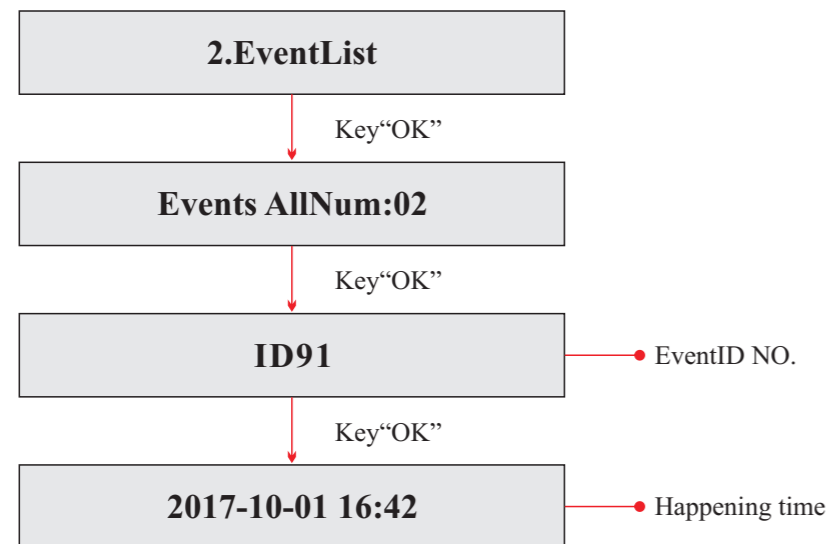 2.EventList
Key“OK”
Events AllNum:02
Key“OK”
ID91
EventID NO.
Key“OK”
2017-10-01 16:42
Happening time